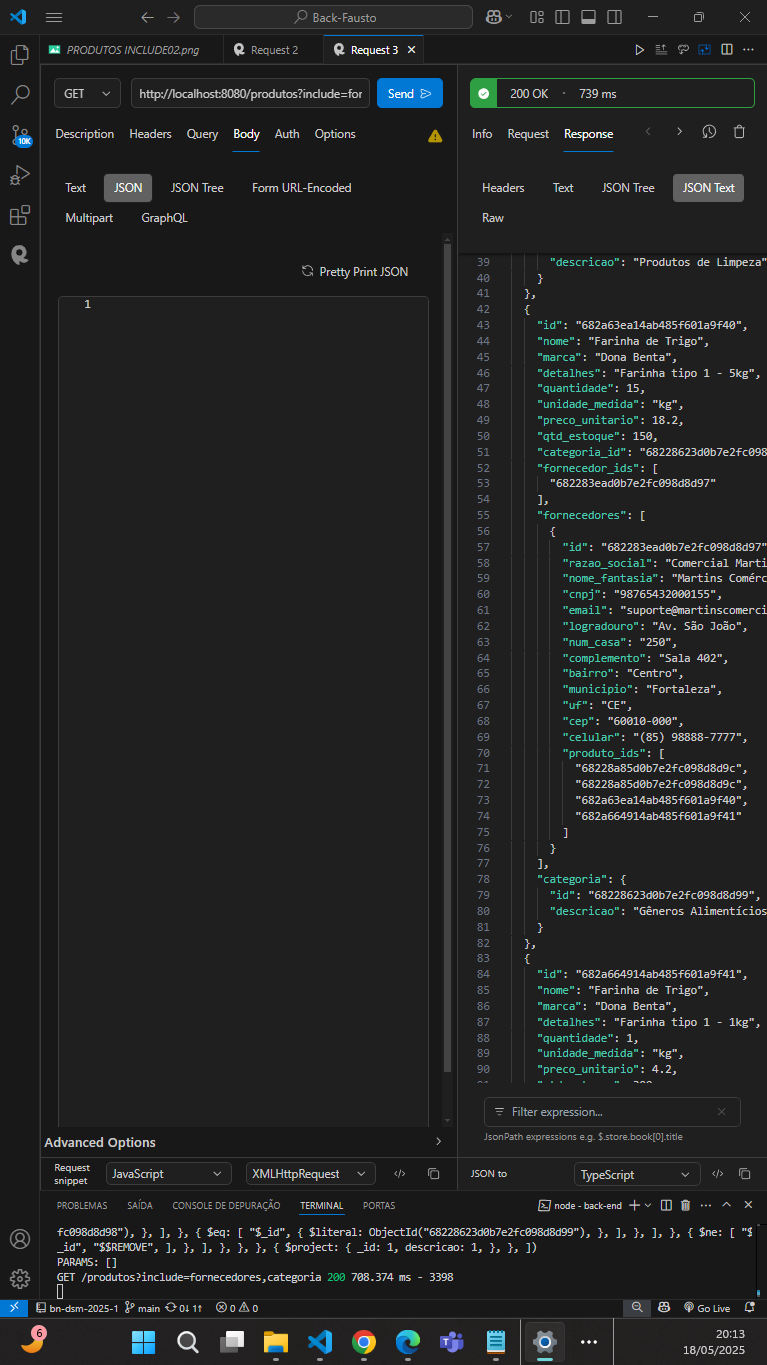 Back-Fausto
PRODUTOS INCLUDE02.png
Request 2
Request 3
GET
http://localhost:8080/produtos?include=for
Send
200 OK · 739 ms
Description
Headers
Query
Body
Auth
Options
Info
Request
Response
Text
JSON
JSON Tree
Form URL-Encoded
Multipart
GraphQL
Headers
Text
JSON Tree
JSON Text
Raw
Pretty Print JSON
1
39 "descricao": "Produtos de Limpeza"
40 }
41 },
42 {
43 "id": "682a63ea14ab485f601a9f40",
44 "nome": "Farinha de Trigo",
45 "marca": "Dona Benta",
46 "detalhes": "Farinha tipo 1 - 5kg",
47 "quantidade": 15,
48 "unidade_medida": "kg",
49 "preco_unitario": 18.2,
50 "qtd_estoque": 150,
51 "categoria_id": "68228623d0b7e2fc098
52 "fornecedor_ids": [
53 "682283ead0b7e2fc098d8d97"
54 ],
55 "fornecedores": [
56 {
57 "id": "682283ead0b7e2fc098d8d97"
58 "razao_social": "Comercial Marti
59 "nome_fantasia": "Martins Comérc
60 "cnpj": "98765432000155",
61 "email": "suporte@martinscomerci
62 "logradouro": "Av. São João",
63 "num_casa": "250",
64 "complemento": "Sala 402",
65 "bairro": "Centro",
66 "municipio": "Fortaleza",
67 "uf": "CE",
68 "cep": "60010-000",
69 "celular": "(85) 98888-7777",
70 "produto_ids": [
71 "68228a85d0b7e2fc098d8d9c",
72 "68228a85d0b7e2fc098d8d9c",
73 "682a63ea14ab485f601a9f40",
74 "682a664914ab485f601a9f41"
75 ]
76 }
77 ],
78 "categoria": {
79 "id": "68228623d0b7e2fc098d8d99",
80 "descricao": "Gêneros Alimentícios
81 }
82 },
83 {
84 "id": "682a664914ab485f601a9f41",
85 "nome": "Farinha de Trigo",
86 "marca": "Dona Benta",
87 "detalhes": "Farinha tipo 1 - 1kg",
88 "quantidade": 1,
89 "unidade_medida": "kg",
90 "preco_unitario": 4.2,
Filter expression...
JsonPath expressions e.g. $.store.book[0].title
Advanced Options
Request snippet
JavaScript
XMLHttpRequest
JSON to
TypeScript
PROBLEMAS
SAÍDA
CONSOLE DE DEPURAÇÃO
TERMINAL
PORTAS
node - back-end
fc098d8d98"), }, ], }, { $eq: [ "$_id", { $literal: ObjectId("68228623d0b7e2fc098d8d99"), }, ], }, ], }, { $ne: [ "$
_id", "$$REMOVE", ], }, ], }, }, }, { $project: { _id: 1, descricao: 1, }, }, ])
PARAMS: []
GET /produtos?include=fornecedores,categoria 200 708.374 ms - 3398
10K
bn-dsm-2025-1
main
0↓ 1↑
0
0
Go Live
6
20:13
18/05/2025